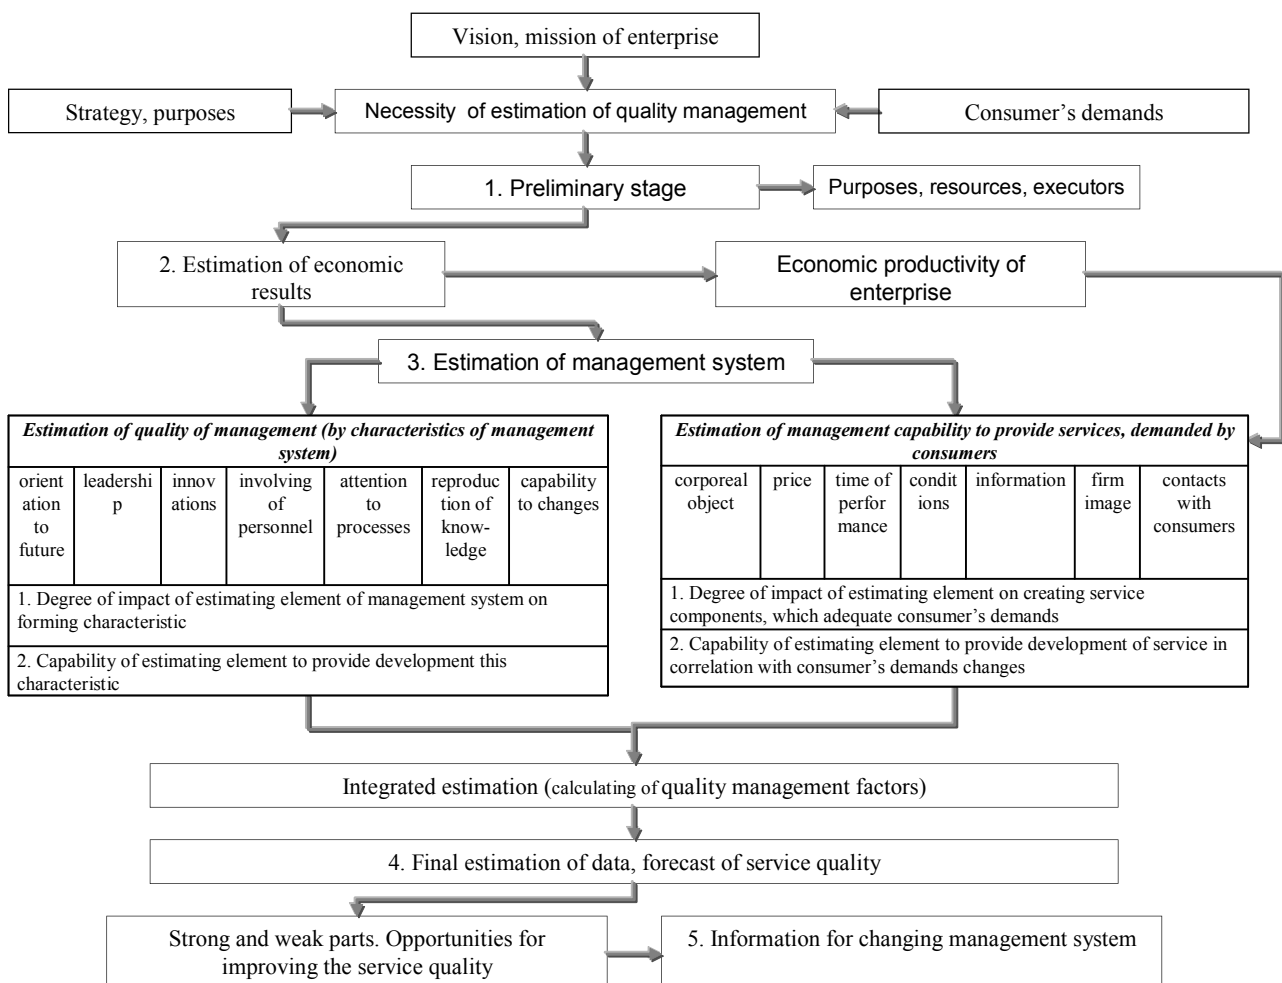 Vision, mission of enterprise
Strategy, purposes
Necessity of estimation of quality management
Consumer’s demands
1. Preliminary stage
Purposes, resources, executors
2. Estimation of economic
results
Economic productivity of
enterprise
3. Estimation of management system
Estimation of quality of management (by characteristics of management
system)
orient
ation
to
future
leadershi
p
innov
ations
involving
of
personnel
attention
to
processes
reproduc
tion of
know-
ledge
capability
to changes
1. Degree of impact of estimating element of management system on
forming characteristic
2. Capability of estimating element to provide development this
characteristic
Estimation of management capability to provide services, demanded by
consumers
corporeal
object
price
time of
perfor
mance
condit
ions
information
firm
image
contacts
with
consumers
1. Degree of impact of estimating element on creating service
components, which adequate consumer’s demands
2. Capability of estimating element to provide development of service in
correlation with consumer’s demands changes
Integrated estimation (calculating of quality management factors)
4. Final estimation of data, forecast of service quality
Strong and weak parts. Opportunities for
improving the service quality
5. Information for changing management system